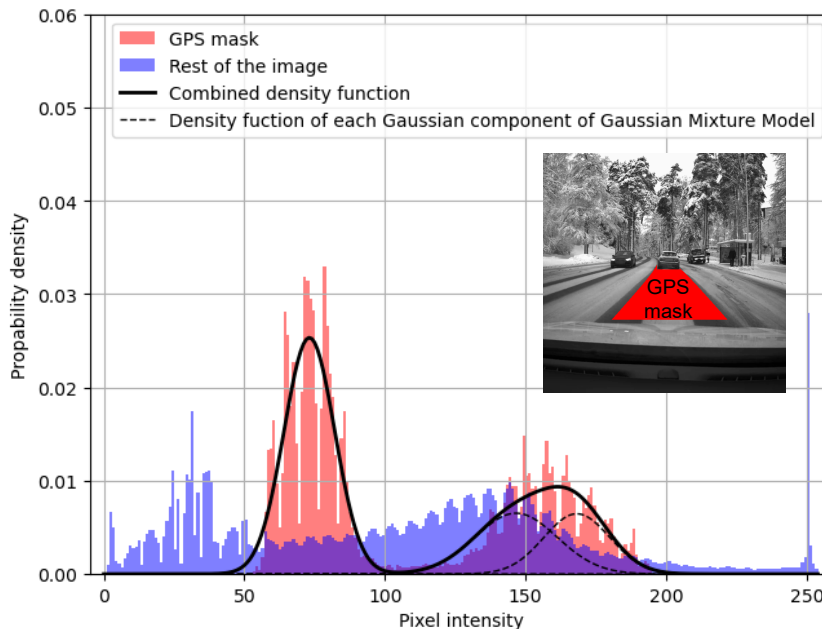 0.06
0.05
0.04
0.03
0.02
0.01
0.00
Propability density
GPS mask
Rest of the image
Combined density function
Density fuction of each Gaussian component of Gaussian Mixture Model
GPS
mask
0 50 100 150 200 250
Pixel intensity